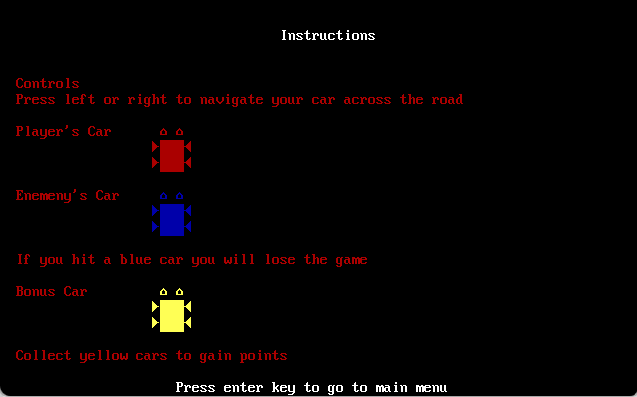 Instructions
Controls
Press left or right to navigate your car across the road
Player's Car
Enemeny's Car
If you hit a blue car you will lose the game
Bonus Car
Collect yellow cars to gain points
Press enter key to go to main menu